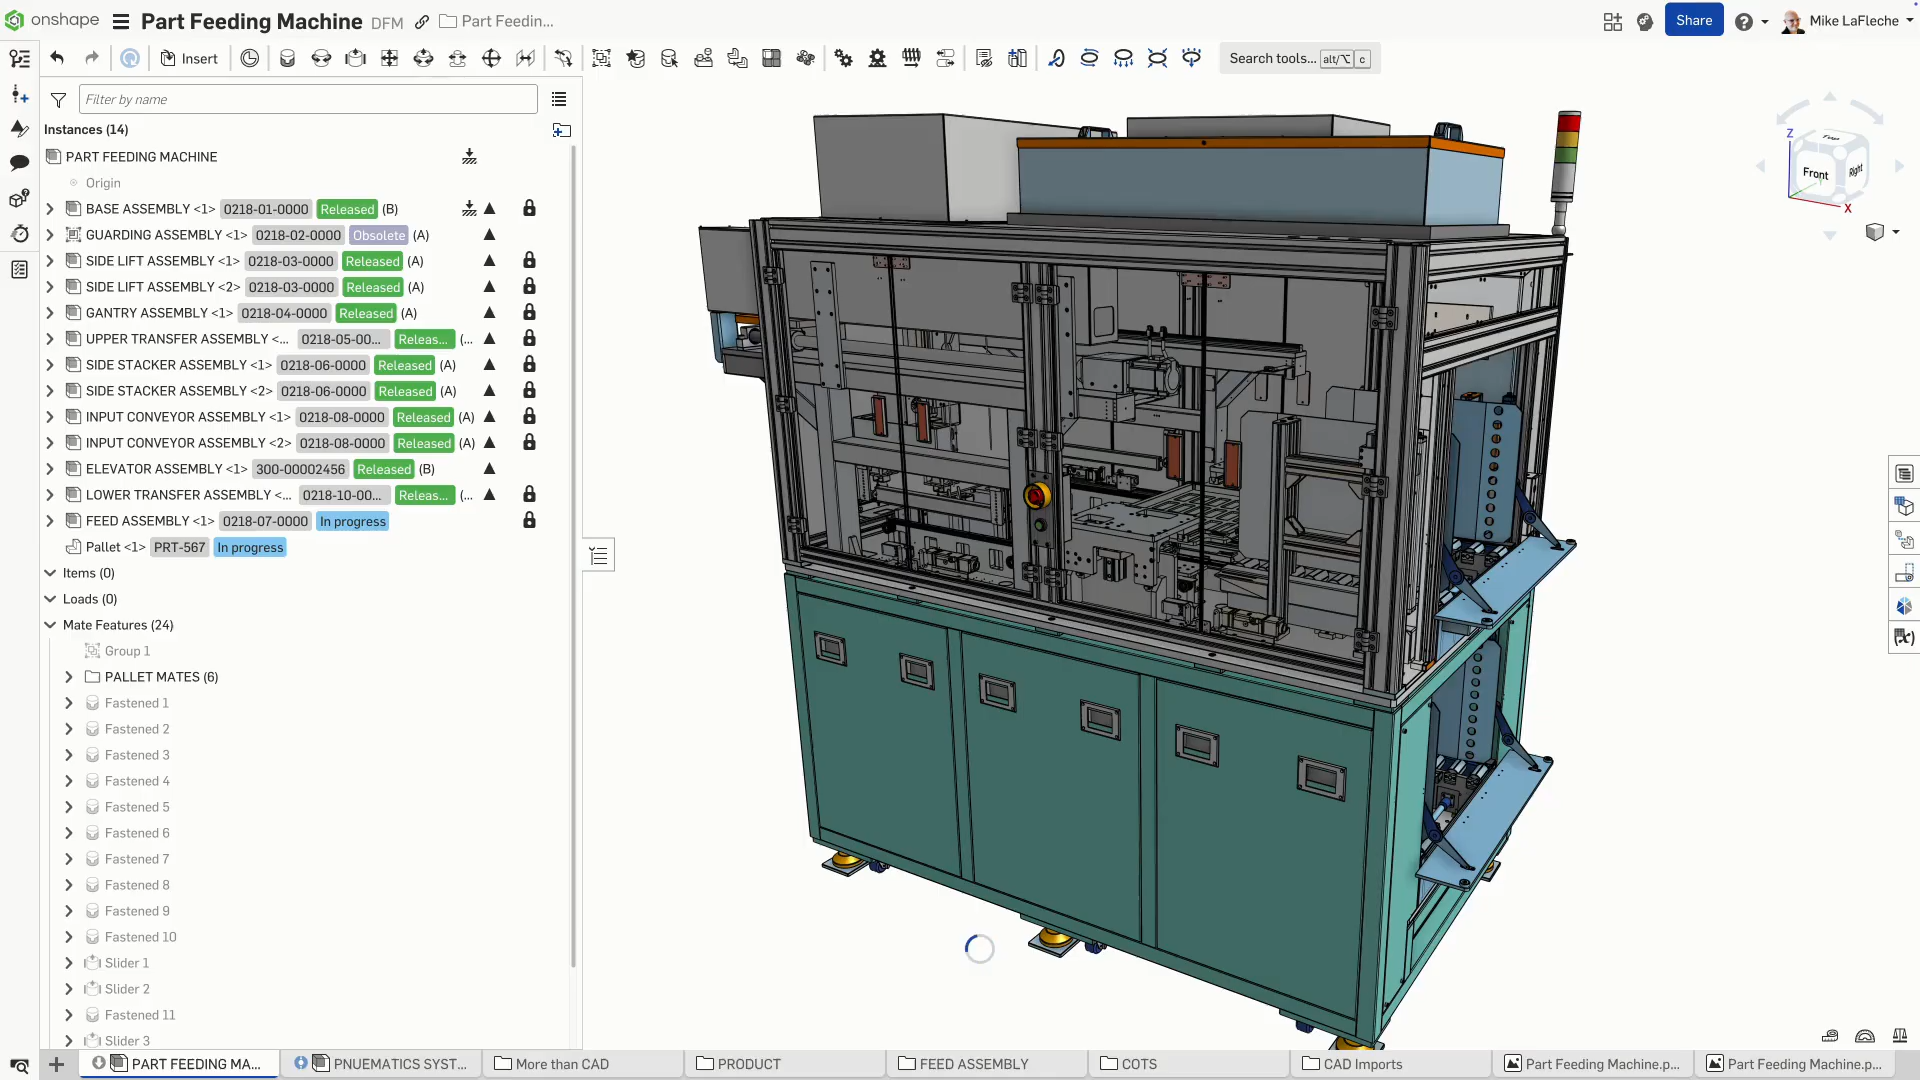 onshape Part Feeding Machine DFM Part Feedin... Share Mike LaFleche
Insert Search tools... alt/⌥ c
Filter by name
Instances (14)
PART FEEDING MACHINE
Origin
BASE ASSEMBLY <1> 0218-01-0000 Released (B)
GUARDING ASSEMBLY <1> 0218-02-0000 Obsolete (A)
SIDE LIFT ASSEMBLY <1> 0218-03-0000 Released (A)
SIDE LIFT ASSEMBLY <2> 0218-03-0000 Released (A)
GANTRY ASSEMBLY <1> 0218-04-0000 Released (A)
UPPER TRANSFER ASSEMBLY <... 0218-05-00... Releas... (...
SIDE STACKER ASSEMBLY <1> 0218-06-0000 Released (A)
SIDE STACKER ASSEMBLY <2> 0218-06-0000 Released (A)
INPUT CONVEYOR ASSEMBLY <1> 0218-08-0000 Released (A)
INPUT CONVEYOR ASSEMBLY <2> 0218-08-0000 Released (A)
ELEVATOR ASSEMBLY <1> 300-00002456 Released (B)
LOWER TRANSFER ASSEMBLY <... 0218-10-00... Releas... (...
FEED ASSEMBLY <1> 0218-07-0000 In progress
Pallet <1> PRT-567 In progress
Items (0)
Loads (0)
Mate Features (24)
Group 1
PALLET MATES (6)
Fastened 1
Fastened 2
Fastened 3
Fastened 4
Fastened 5
Fastened 6
Fastened 7
Fastened 8
Fastened 9
Fastened 10
Slider 1
Slider 2
Fastened 11
Slider 3
Z
Top
Front
Right
X
(x)
PART FEEDING MA... PNUEMATICS SYST... More than CAD PRODUCT FEED ASSEMBLY COTS CAD Imports Part Feeding Machine.p... Part Feeding Machine.p...